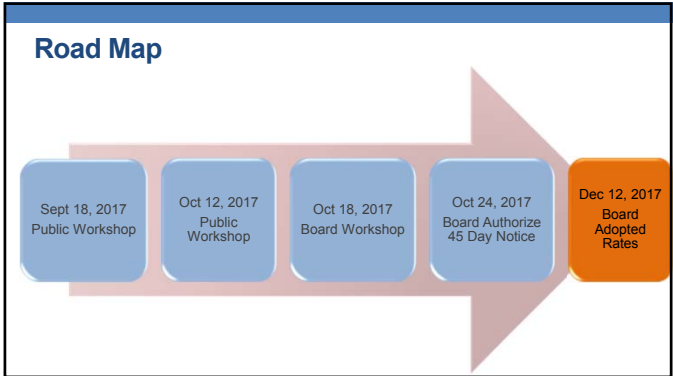 Road Map
Sept 18, 2017
Public Workshop
Oct 12, 2017
Public
Workshop
Oct 18, 2017
Board Workshop
Oct 24, 2017
Board Authorize
45 Day Notice
Dec 12, 2017
Board
Adopted
Rates